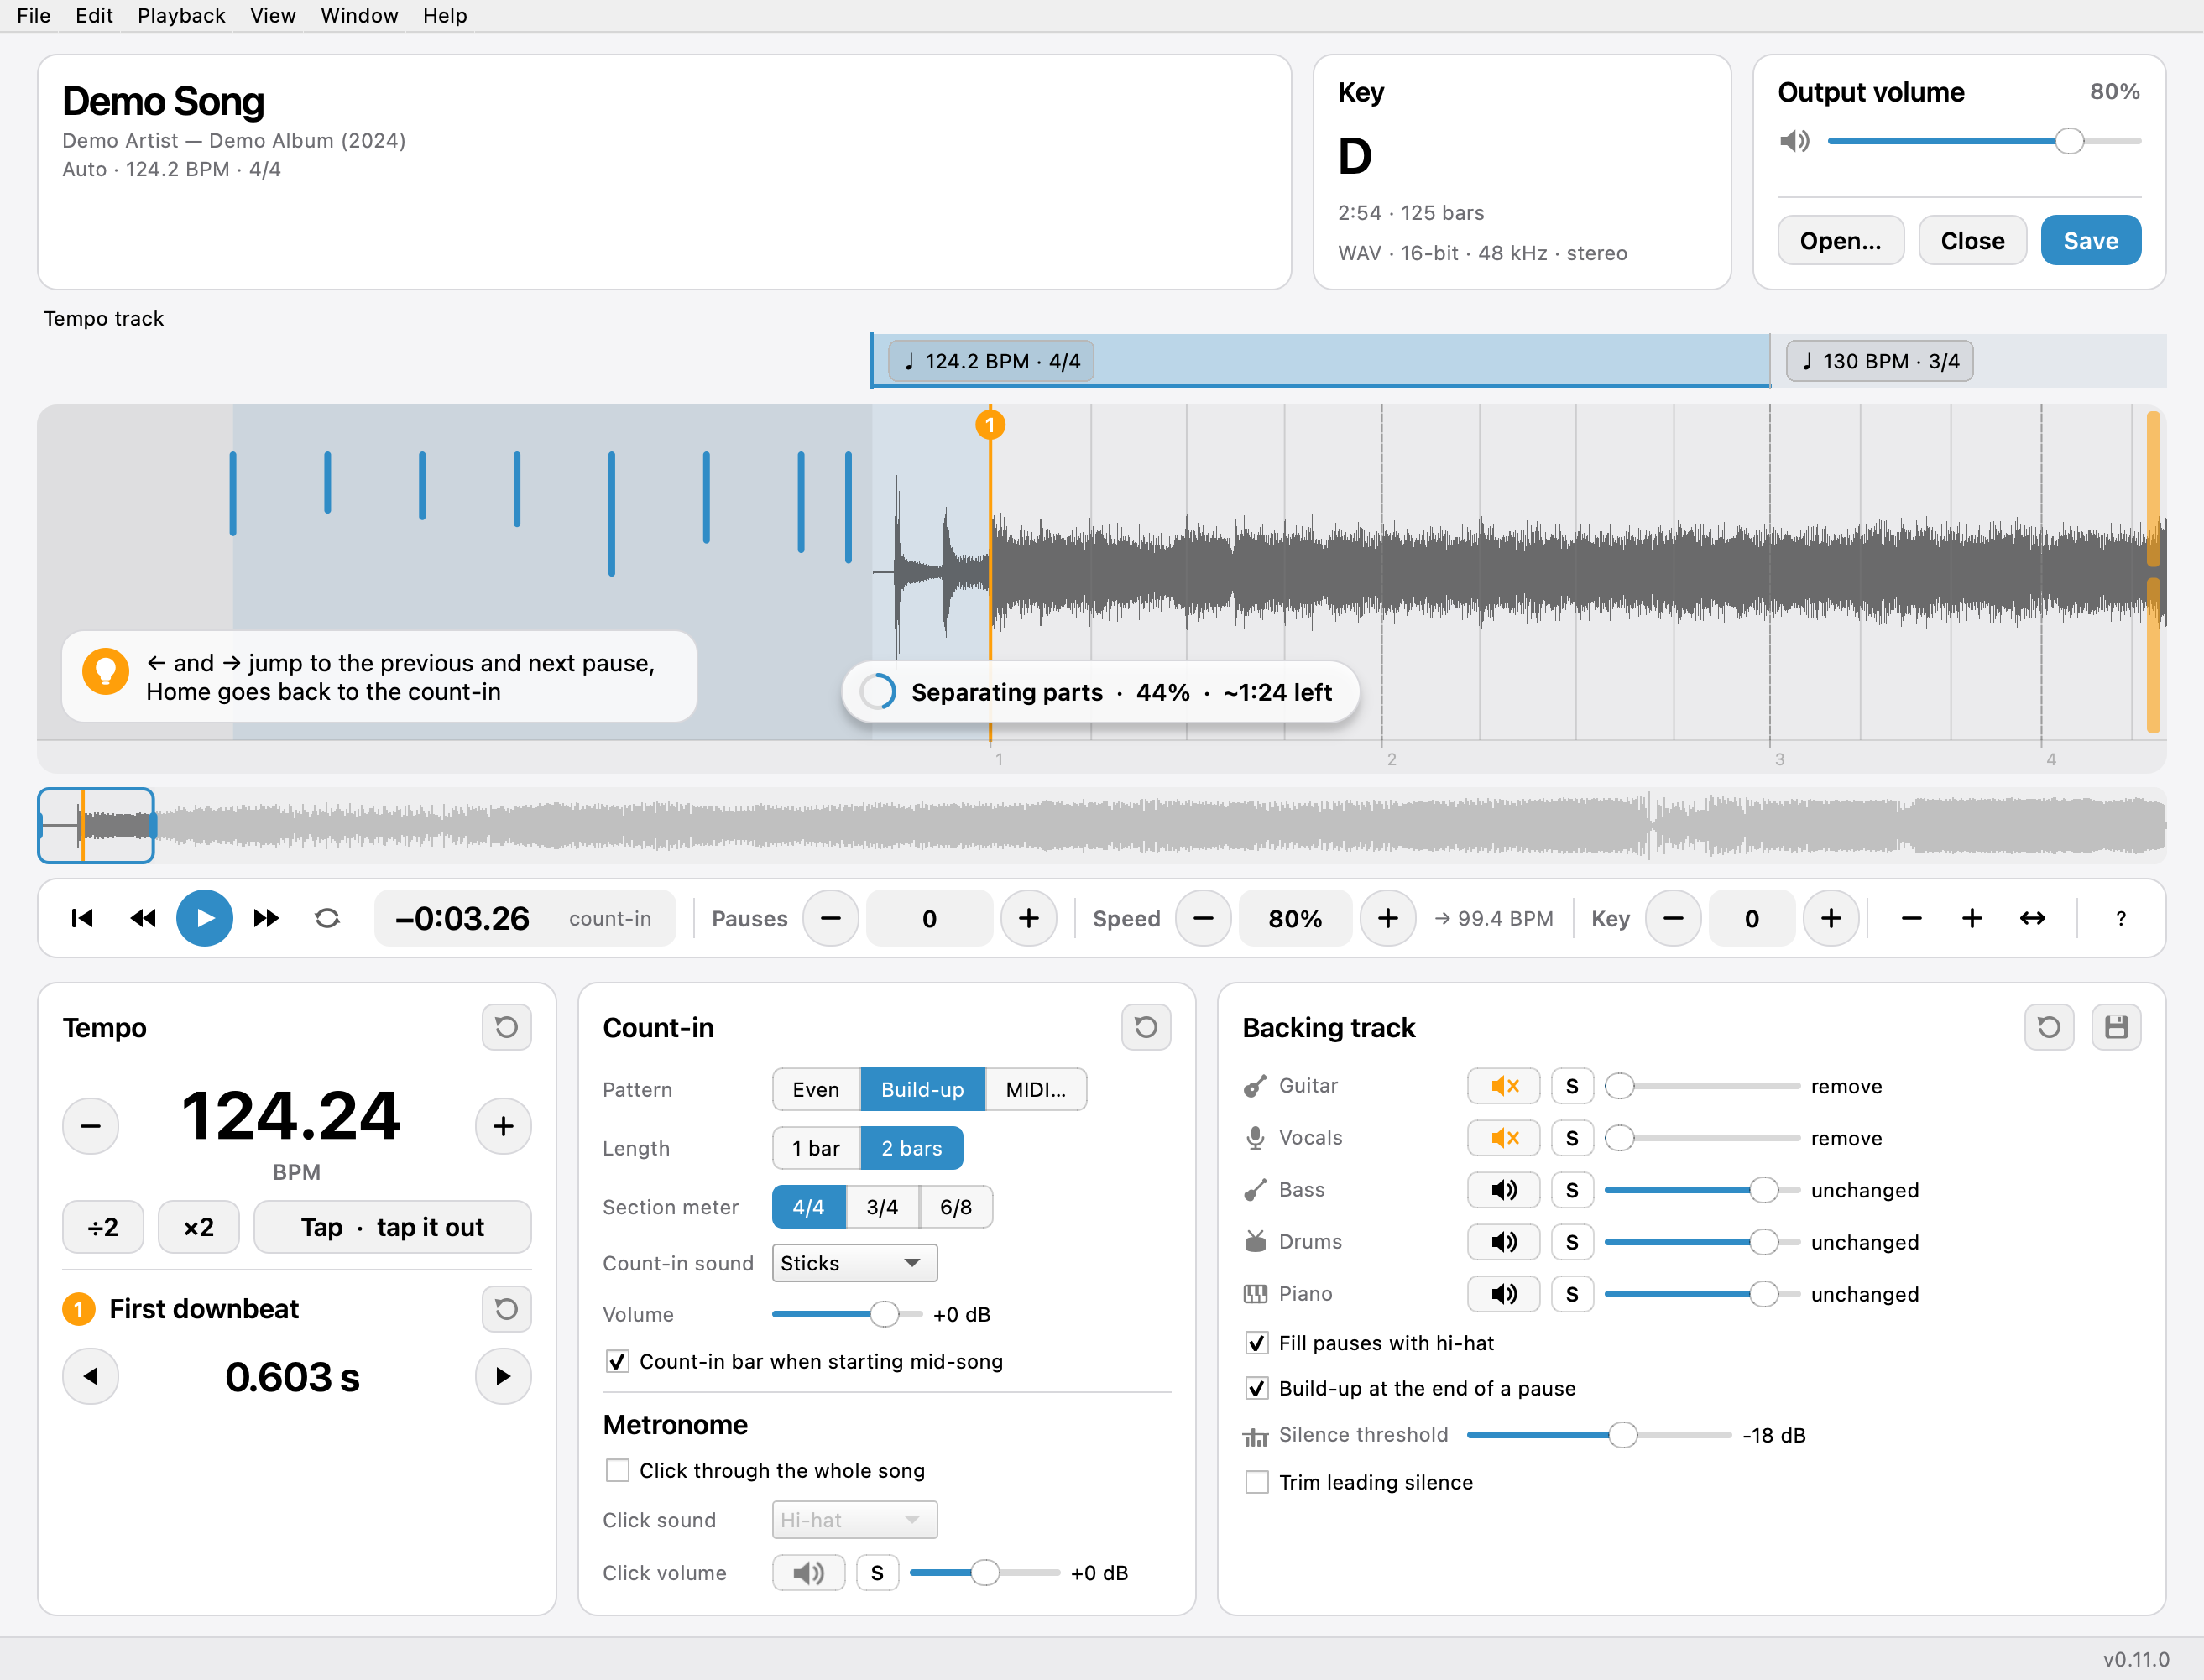 File Edit Playback View Window Help
Demo Song
Demo Artist — Demo Album (2024)
Auto · 124.2 BPM · 4/4
Key
D
2:54 · 125 bars
WAV · 16-bit · 48 kHz · stereo
Output volume 80%
Open... Close Save
Tempo track
♩ 124.2 BPM · 4/4
♩ 130 BPM · 3/4
1
← and → jump to the previous and next pause,
Home goes back to the count-in
Separating parts · 44% · ~1:24 left
1 2 3 4
−0:03.26 count-in Pauses − 0 + Speed − 80% + → 99.4 BPM Key − 0 + − + ↔ ?
Tempo
− 124.24 +
BPM
÷2 ×2 Tap · tap it out
1 First downbeat
0.603 s
Count-in
Pattern Even Build-up MIDI...
Length 1 bar 2 bars
Section meter 4/4 3/4 6/8
Count-in sound Sticks
Volume +0 dB
Count-in bar when starting mid-song
Metronome
Click through the whole song
Click sound Hi-hat
Click volume S +0 dB
Backing track
Guitar S remove
Vocals S remove
Bass S unchanged
Drums S unchanged
Piano S unchanged
Fill pauses with hi-hat
Build-up at the end of a pause
Silence threshold -18 dB
Trim leading silence
v0.11.0